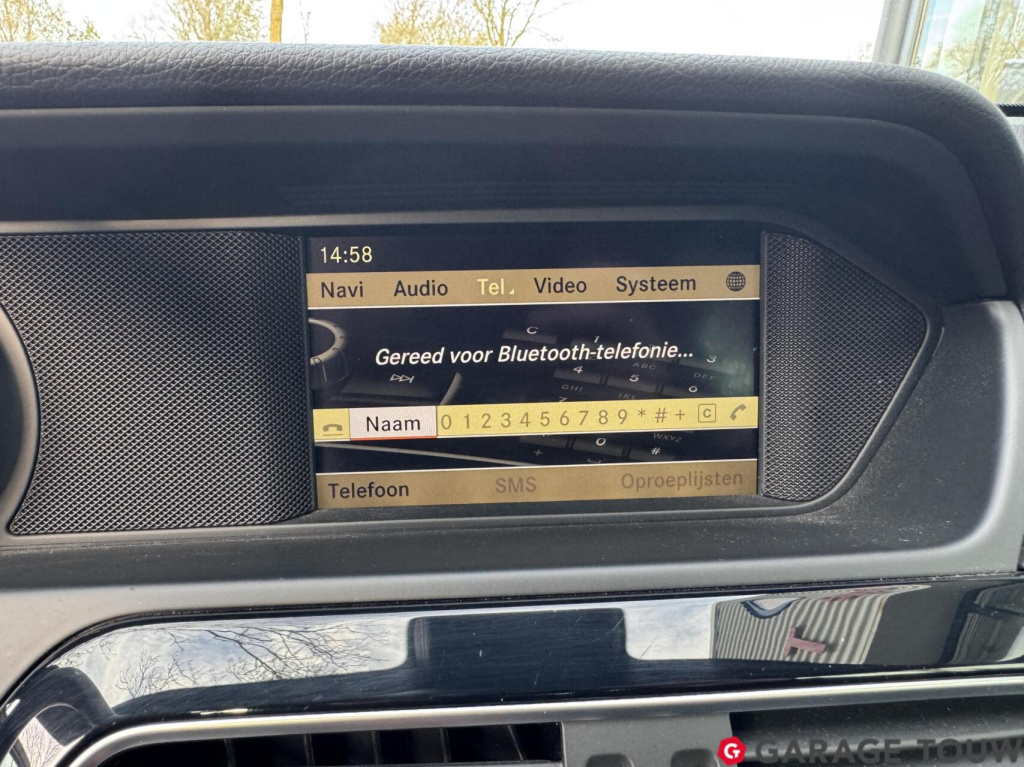 14:58
Navi Audio Tel Video Systeem
Gereed voor Bluetooth-telefonie...
Naam 0 1 2 3 4 5 6 7 8 9 * # + C
Telefoon SMS Oproeplijsten
G GARAGE TOUW